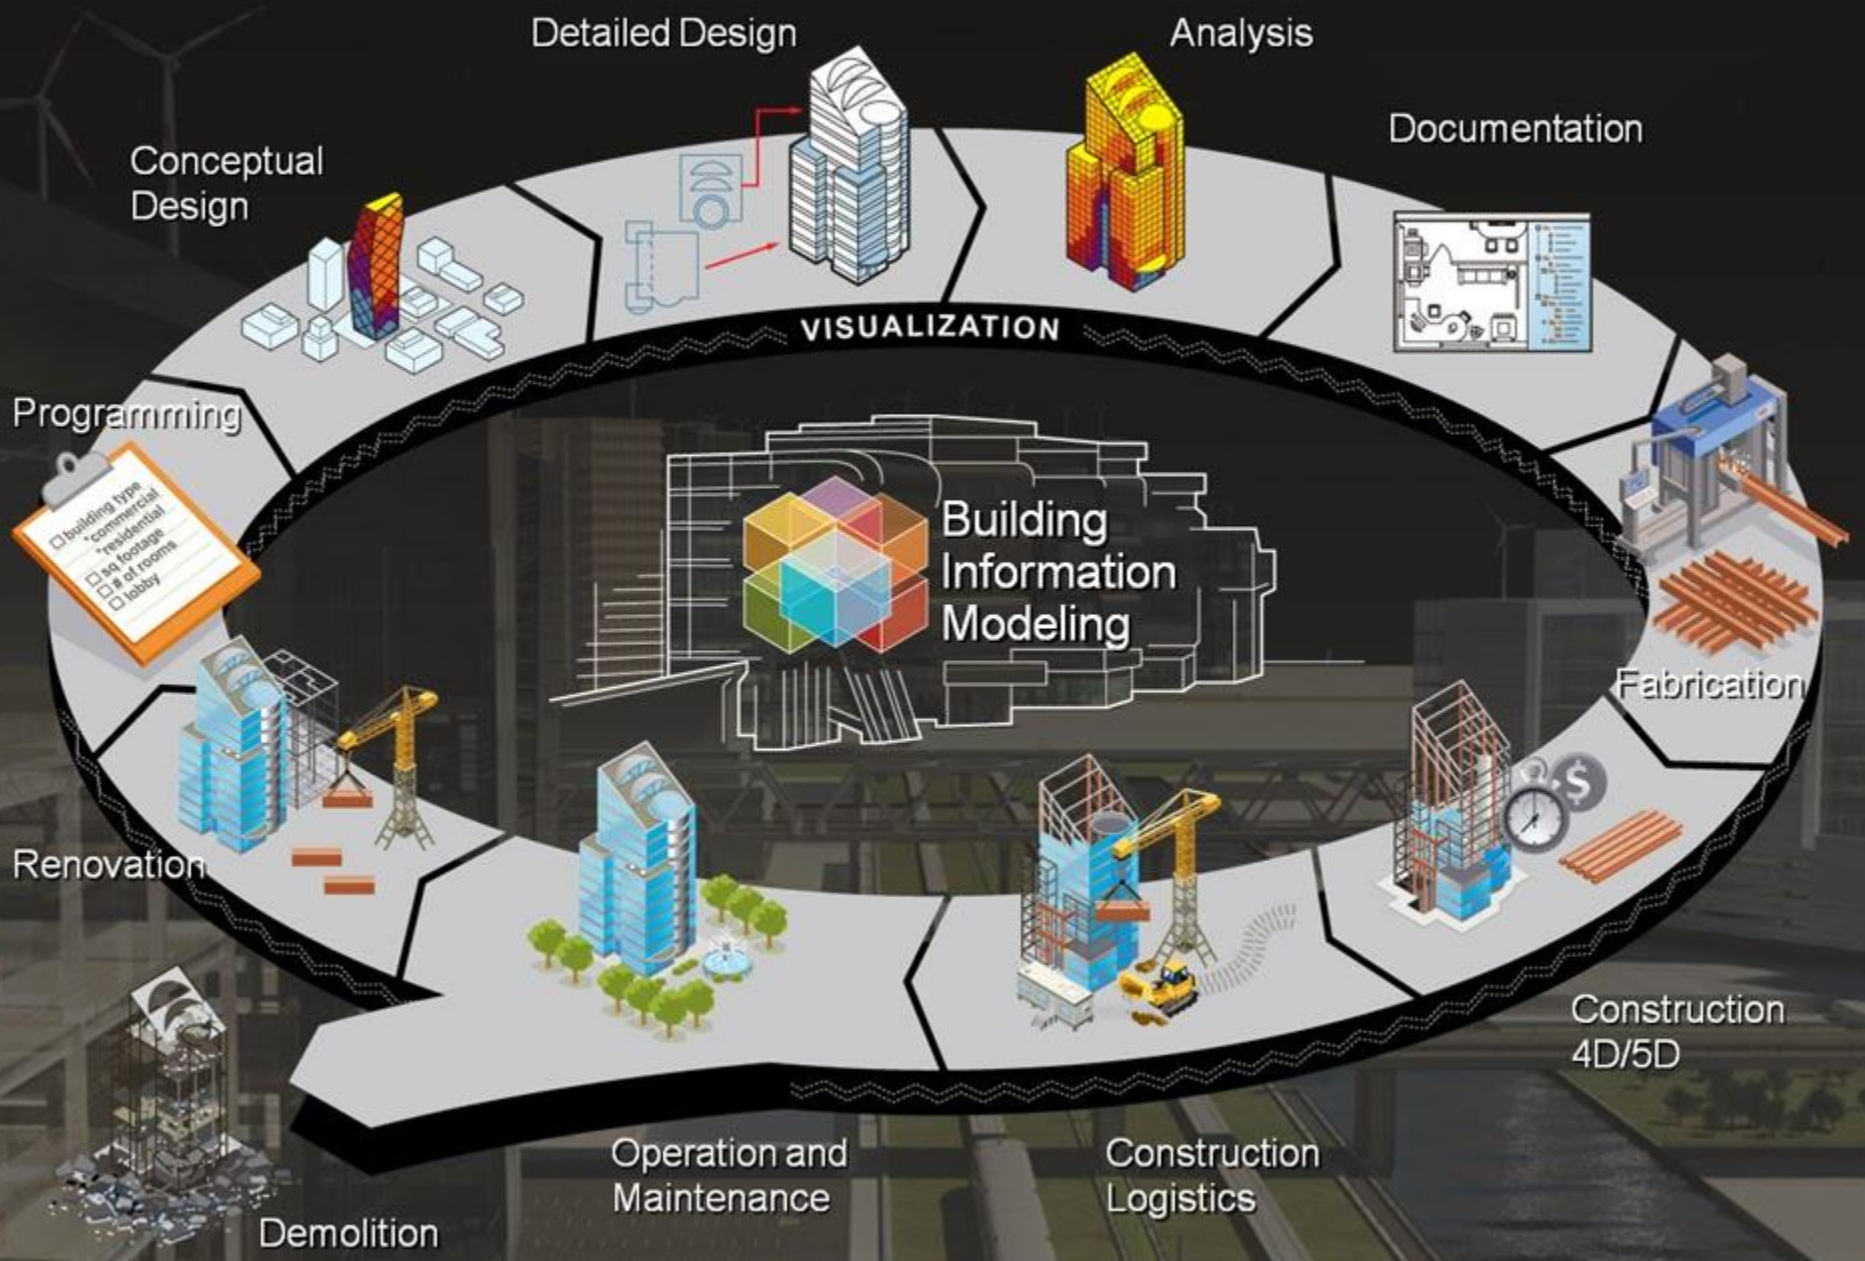 Detailed Design
Analysis
Documentation
Conceptual
Design
VISUALIZATION
Programming
building type
*commercial
*residential
sq footage
# of rooms
lobby
Building
Information
Modeling
Fabrication
$
Renovation
Construction
4D/5D
Operation and
Maintenance
Construction
Logistics
Demolition